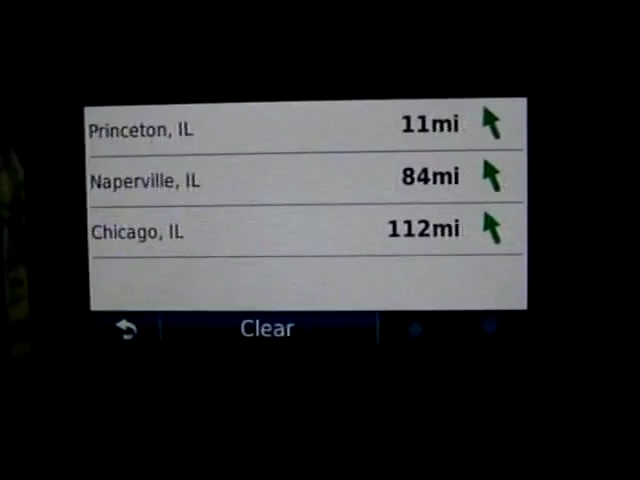 Princeton, IL 11mi
Naperville, IL 84mi
Chicago, IL 112mi
Clear